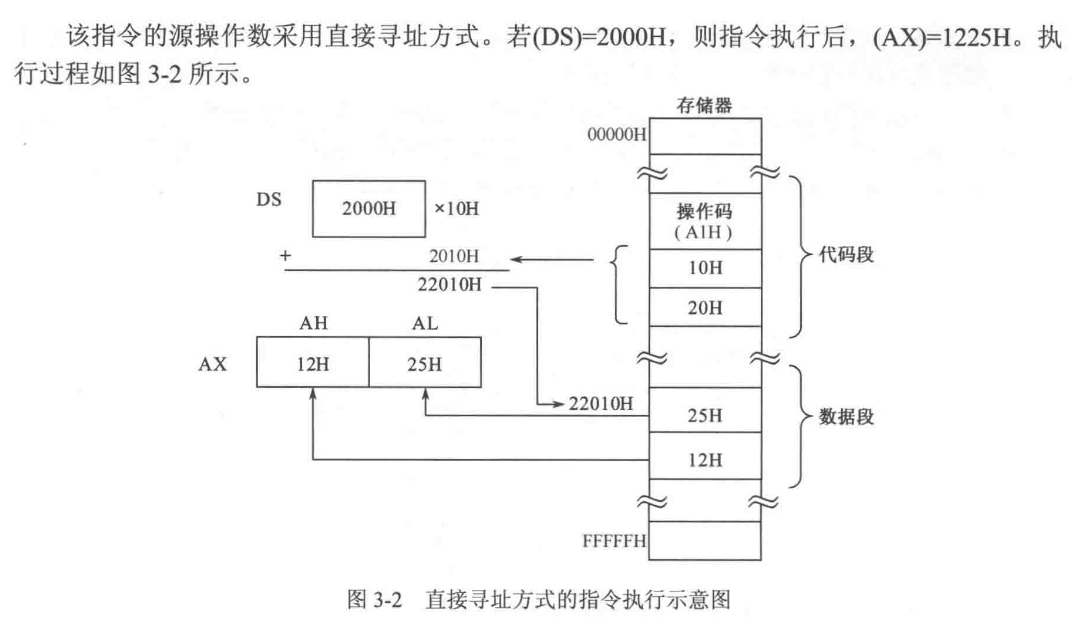 该指令的源操作数采用直接寻址方式。若(DS)=2000H，则指令执行后，(AX)=1225H。执
行过程如图 3-2 所示。
存储器
00000H
DS
2000H
×10H
操作码
(A1H)
+
2010H
10H
代码段
22010H
20H
AH
AL
AX
12H
25H
22010H
25H
数据段
12H
FFFFFH
图 3-2 直接寻址方式的指令执行示意图